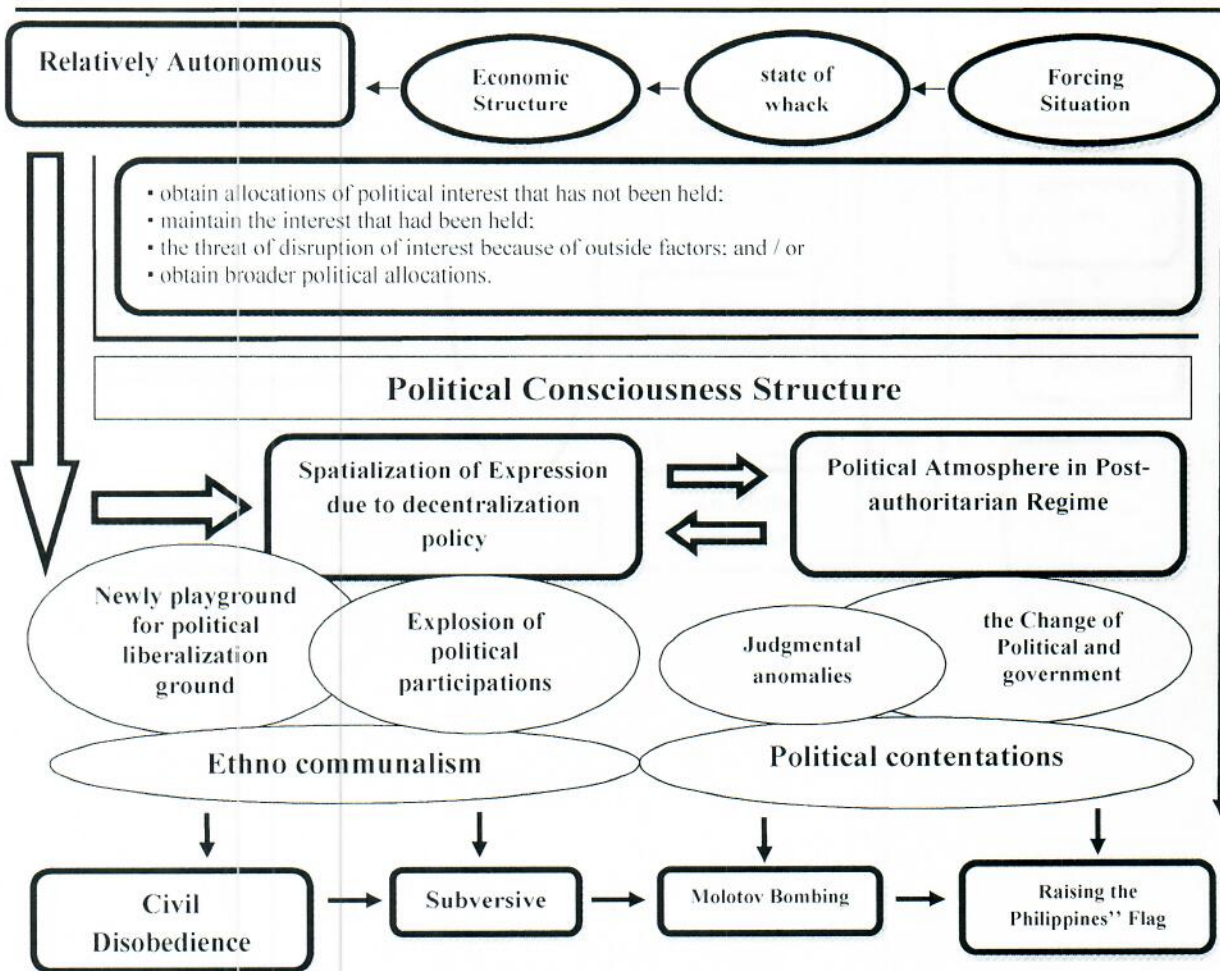 Relatively Autonomous
Economic
Structure
state of
whack
Forcing
Situation
▪ obtain allocations of political interest that has not been held;
▪ maintain the interest that had been held;
▪ the threat of disruption of interest because of outside factors; and / or
▪ obtain broader political allocations.
Political Consciousness Structure
Spatialization of Expression
due to decentralization
policy
Political Atmosphere in Post-
authoritarian Regime
Newly playground
for political
liberalization
ground
Explosion of
political
participations
Judgmental
anomalies
the Change of
Political and
government
Ethno communalism
Political contentations
Civil
Disobedience
Subversive
Molotov Bombing
Raising the
Philippines'' Flag